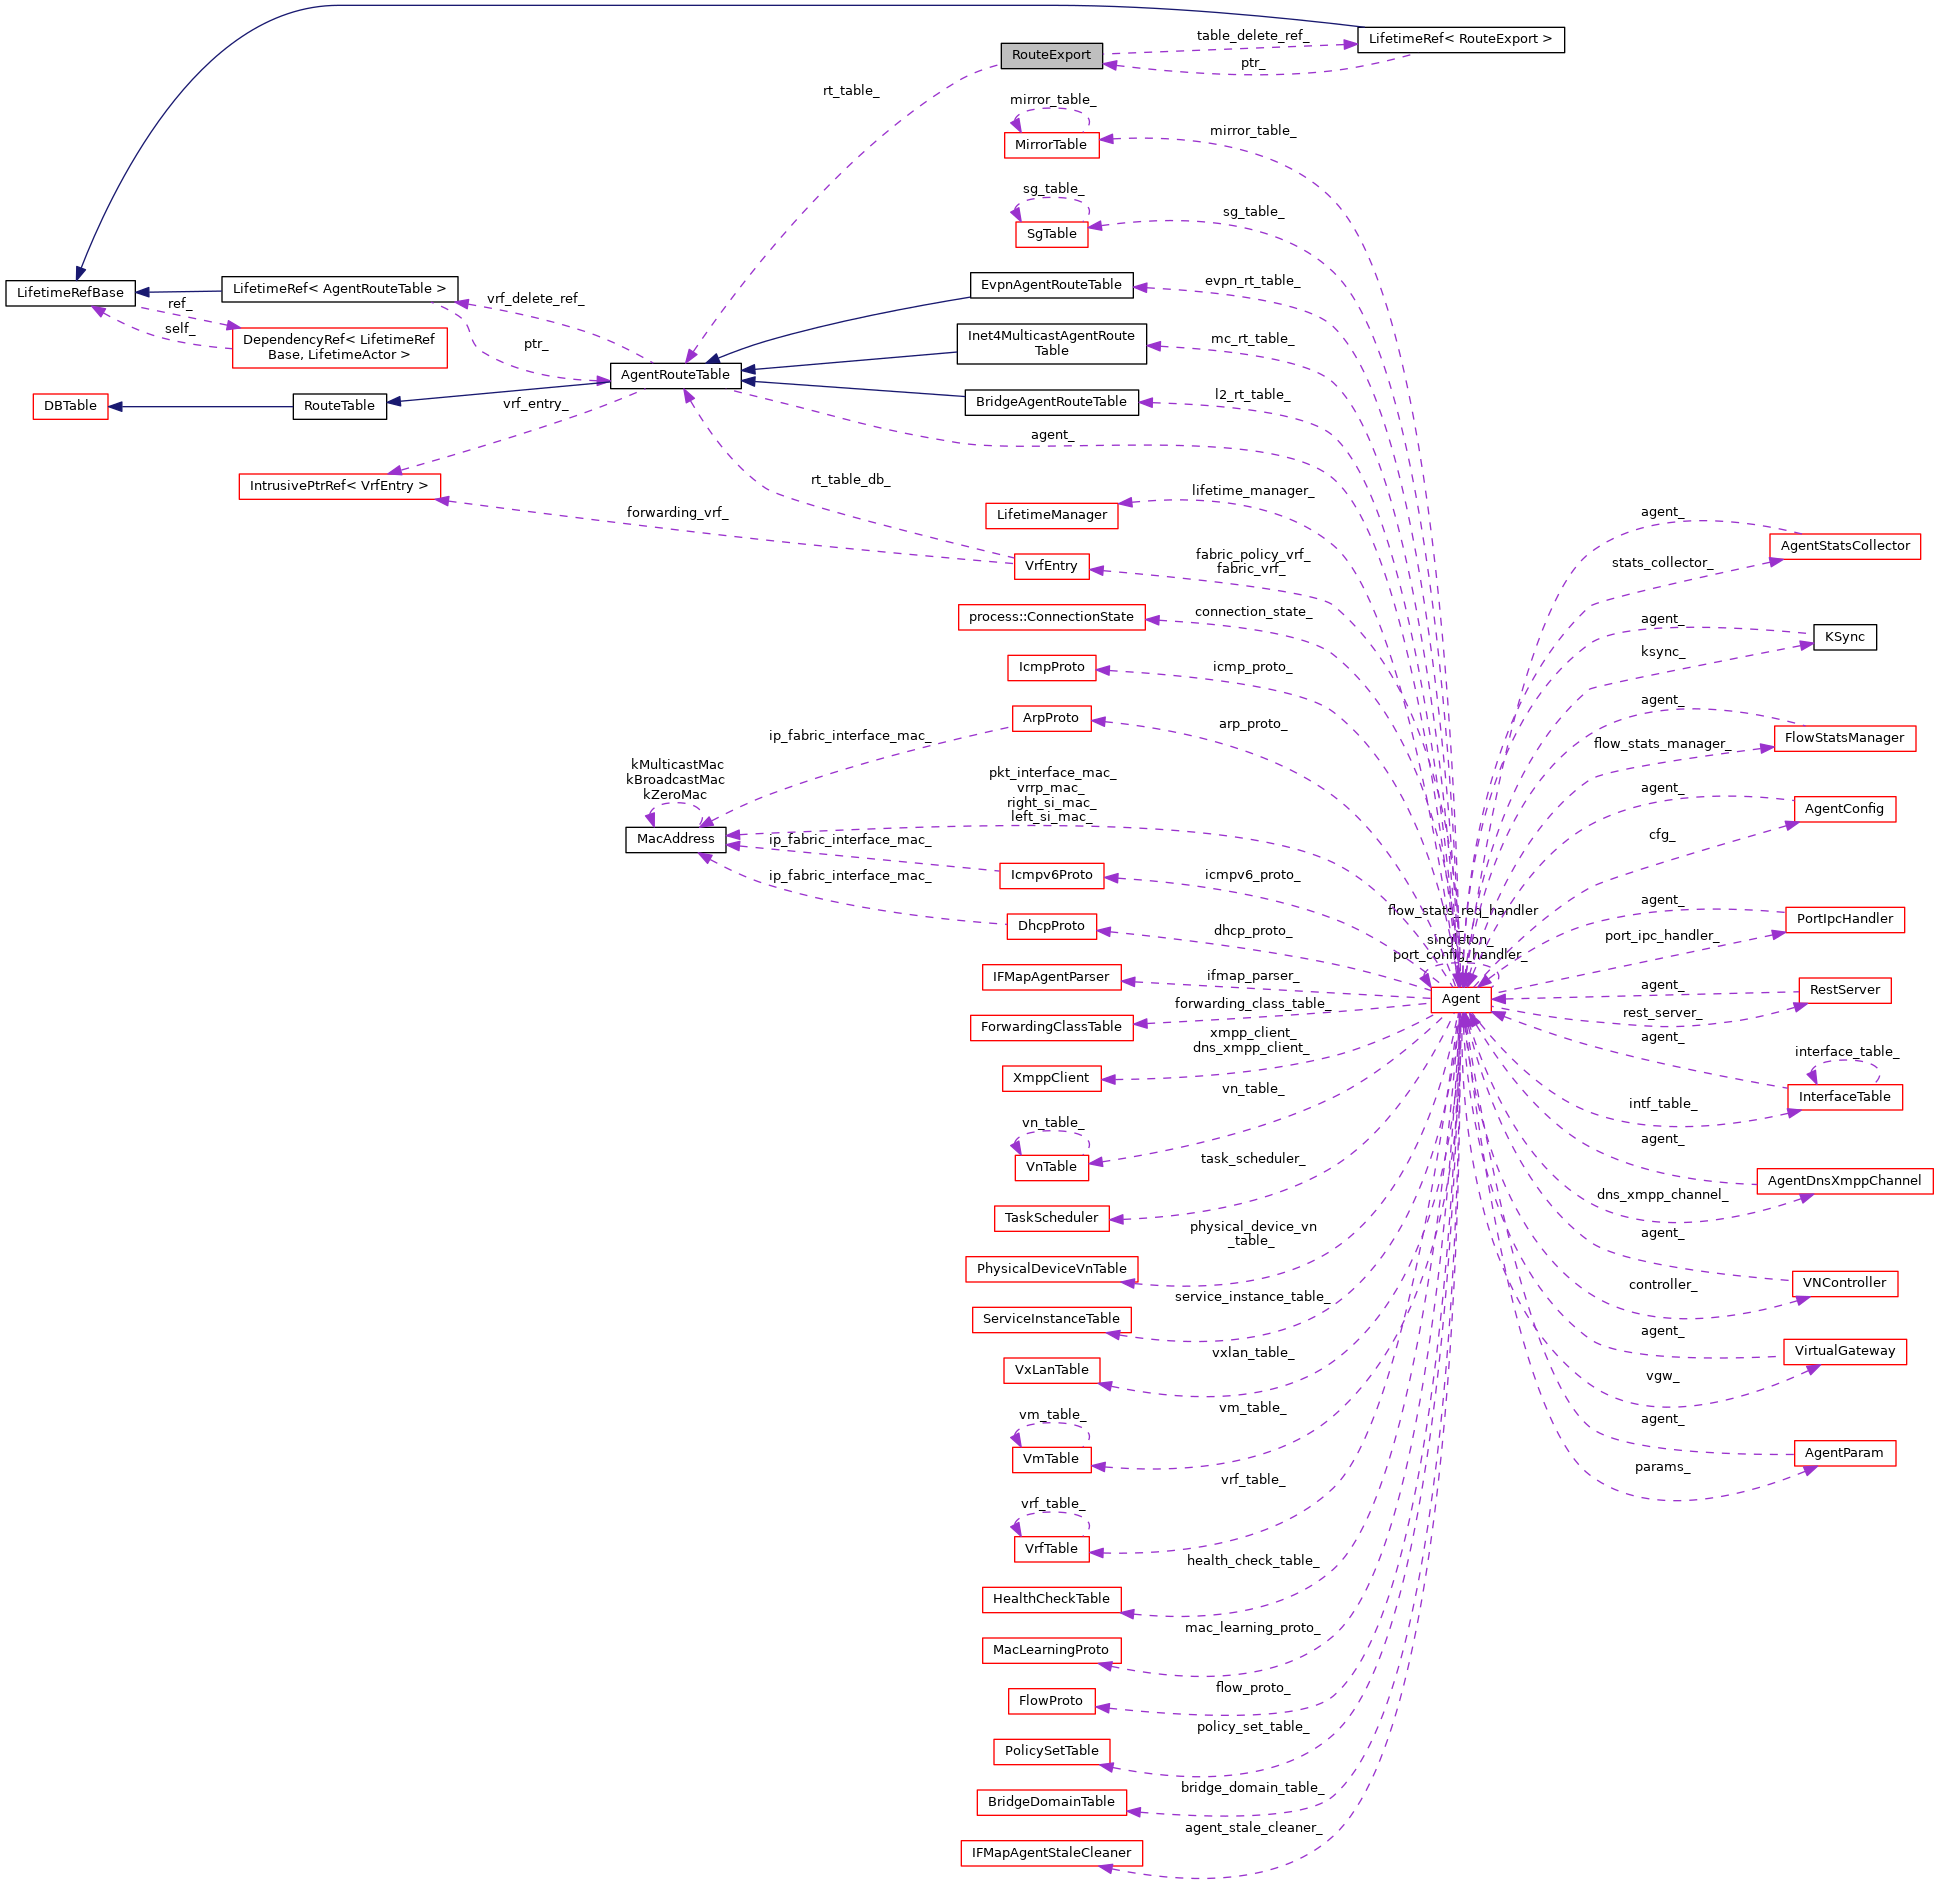 RouteExport
table_delete_ref_
LifetimeRef< RouteExport >
ptr_
rt_table_
mirror_table_
MirrorTable
mirror_table_
sg_table_
SgTable
sg_table_
LifetimeRefBase
LifetimeRef< AgentRouteTable >
ref_
self_
DependencyRef< LifetimeRef
Base, LifetimeActor >
vrf_delete_ref_
ptr_
EvpnAgentRouteTable
evpn_rt_table_
Inet4MulticastAgentRoute
Table
mc_rt_table_
AgentRouteTable
BridgeAgentRouteTable
l2_rt_table_
DBTable
RouteTable
vrf_entry_
agent_
IntrusivePtrRef< VrfEntry >
rt_table_db_
forwarding_vrf_
LifetimeManager
lifetime_manager_
VrfEntry
fabric_policy_vrf_
fabric_vrf_
process::ConnectionState
connection_state_
IcmpProto
icmp_proto_
ArpProto
arp_proto_
ip_fabric_interface_mac_
kMulticastMac
kBroadcastMac
kZeroMac
MacAddress
pkt_interface_mac_
vrrp_mac_
right_si_mac_
left_si_mac_
ip_fabric_interface_mac_
Icmpv6Proto
icmpv6_proto_
ip_fabric_interface_mac_
DhcpProto
dhcp_proto_
IFMapAgentParser
ifmap_parser_
forwarding_class_table_
ForwardingClassTable
xmpp_client_
dns_xmpp_client_
XmppClient
vn_table_
vn_table_
VnTable
task_scheduler_
TaskScheduler
physical_device_vn
_table_
PhysicalDeviceVnTable
service_instance_table_
ServiceInstanceTable
vxlan_table_
VxLanTable
vm_table_
vm_table_
VmTable
vrf_table_
vrf_table_
VrfTable
health_check_table_
HealthCheckTable
mac_learning_proto_
MacLearningProto
flow_proto_
FlowProto
policy_set_table_
PolicySetTable
bridge_domain_table_
BridgeDomainTable
agent_stale_cleaner_
IFMapAgentStaleCleaner
flow_stats_req_handler
_
singleton_
port_config_handler_
Agent
agent_
AgentStatsCollector
stats_collector_
agent_
KSync
ksync_
agent_
FlowStatsManager
flow_stats_manager_
agent_
AgentConfig
cfg_
agent_
PortIpcHandler
port_ipc_handler_
agent_
RestServer
rest_server_
agent_
interface_table_
InterfaceTable
intf_table_
agent_
AgentDnsXmppChannel
dns_xmpp_channel_
agent_
VNController
controller_
agent_
VirtualGateway
vgw_
agent_
AgentParam
params_